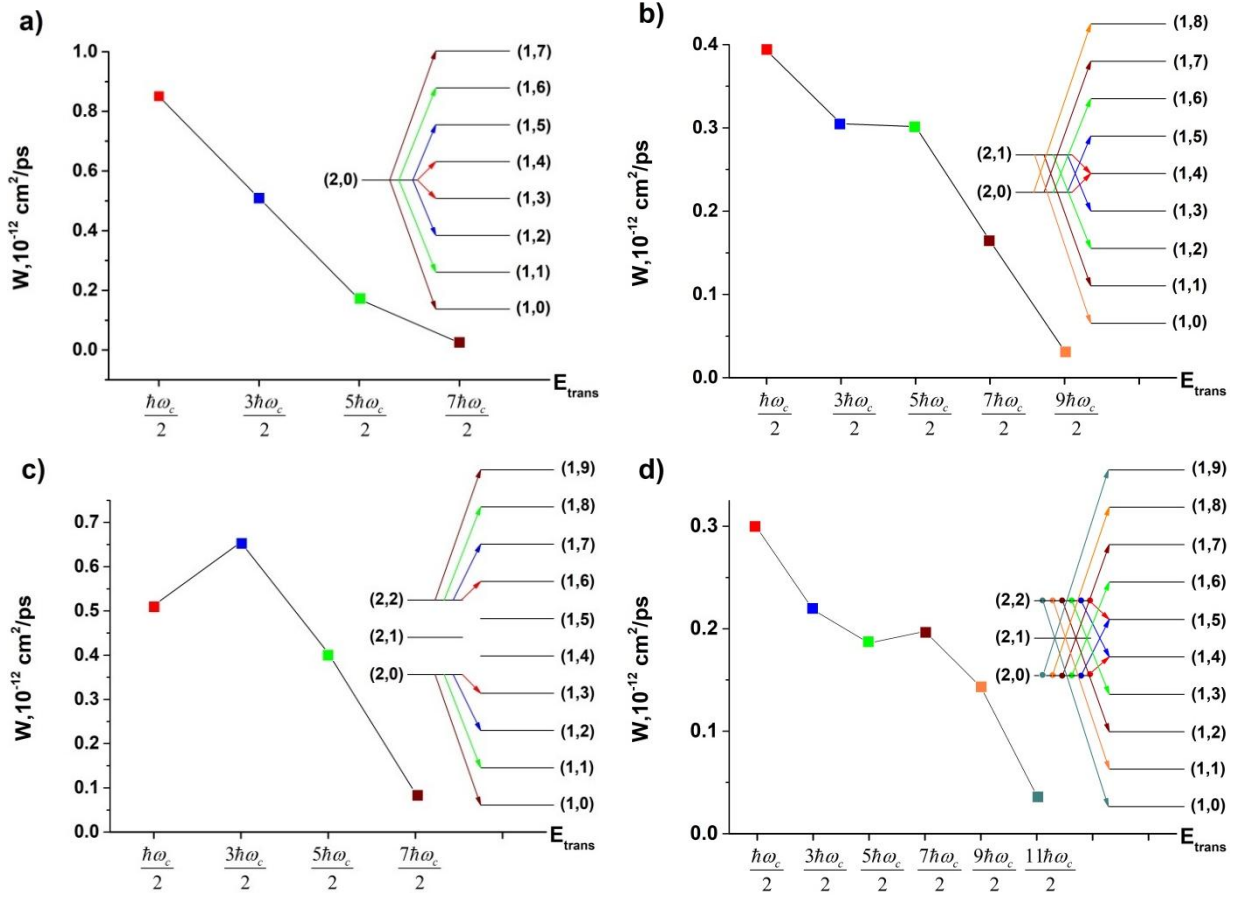 a)
W,10⁻¹² cm²/ps
1.0
0.8
0.6
0.4
0.2
0.0
ℏω_c/2
3ℏω_c/2
5ℏω_c/2
7ℏω_c/2
E_trans
(2,0)
(1,7)
(1,6)
(1,5)
(1,4)
(1,3)
(1,2)
(1,1)
(1,0)
b)
W,10⁻¹² cm²/ps
0.4
0.3
0.2
0.1
0.0
ℏω_c/2
3ℏω_c/2
5ℏω_c/2
7ℏω_c/2
9ℏω_c/2
E_trans
(2,1)
(2,0)
(1,8)
(1,7)
(1,6)
(1,5)
(1,4)
(1,3)
(1,2)
(1,1)
(1,0)
c)
W,10⁻¹² cm²/ps
0.7
0.6
0.5
0.4
0.3
0.2
0.1
0.0
ℏω_c/2
3ℏω_c/2
5ℏω_c/2
7ℏω_c/2
E_trans
(2,2)
(2,1)
(2,0)
(1,9)
(1,8)
(1,7)
(1,6)
(1,5)
(1,4)
(1,3)
(1,2)
(1,1)
(1,0)
d)
W,10⁻¹² cm²/ps
0.3
0.2
0.1
0.0
ℏω_c/2
3ℏω_c/2
5ℏω_c/2
7ℏω_c/2
9ℏω_c/2
11ℏω_c/2
E_trans
(2,2)
(2,1)
(2,0)
(1,9)
(1,8)
(1,7)
(1,6)
(1,5)
(1,4)
(1,3)
(1,2)
(1,1)
(1,0)